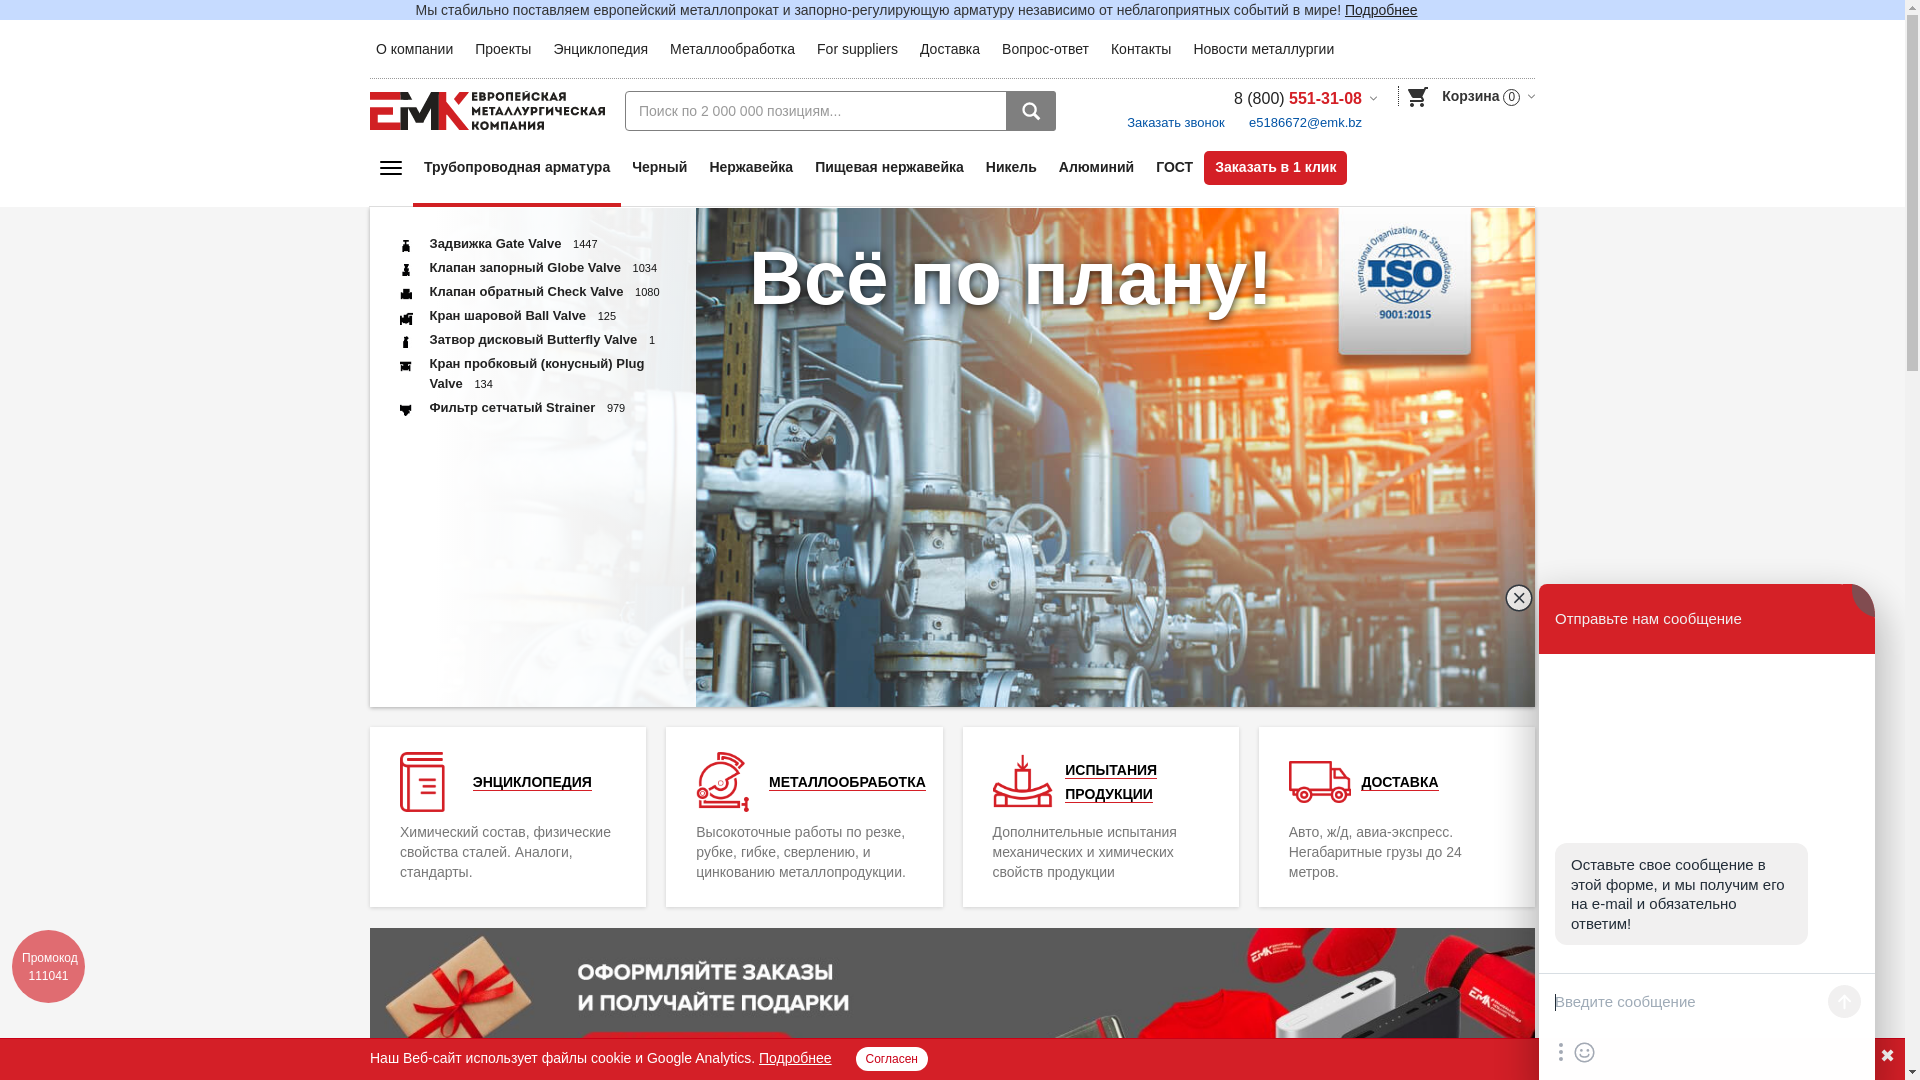 Мы стабильно поставляем европейский металлопрокат и запорно-регулирующую арматуру независимо от неблагоприятных событий в мире! Подробнее
О компании Проекты Энциклопедия Металлообработка For suppliers Доставка Вопрос-ответ Контакты Новости металлургии
ЕМК ЕВРОПЕЙСКАЯ
МЕТАЛЛУРГИЧЕСКАЯ
КОМПАНИЯ
Поиск по 2 000 000 позициям...
8 (800) 551-31-08
Корзина 0
Заказать звонок e5186672@emk.bz
Трубопроводная арматура Черный Нержавейка Пищевая нержавейка Никель Алюминий ГОСТ Заказать в 1 клик
Задвижка Gate Valve 1447
Клапан запорный Globe Valve 1034
Клапан обратный Check Valve 1080
Кран шаровой Ball Valve 125
Затвор дисковый Butterfly Valve 1
Кран пробковый (конусный) Plug
Valve 134
Фильтр сетчатый Strainer 979
Всё по плану!
International Organization for Standardization
ISO
9001:2015
ЭНЦИКЛОПЕДИЯ
Химический состав, физические
свойства сталей. Аналоги,
стандарты.
МЕТАЛЛООБРАБОТКА
Высокоточные работы по резке,
рубке, гибке, сверлению, и
цинкованию металлопродукции.
ИСПЫТАНИЯ
ПРОДУКЦИИ
Дополнительные испытания
механических и химических
свойств продукции
ДОСТАВКА
Авто, ж/д, авиа-экспресс.
Негабаритные грузы до 24
метров.
Отправьте нам сообщение
Оставьте свое сообщение в
этой форме, и мы получим его
на e-mail и обязательно
ответим!
Введите сообщение
Промокод
111041
ОФОРМЛЯЙТЕ ЗАКАЗЫ
И ПОЛУЧАЙТЕ ПОДАРКИ
Наш Веб-сайт использует файлы cookie и Google Analytics. Подробнее Согласен